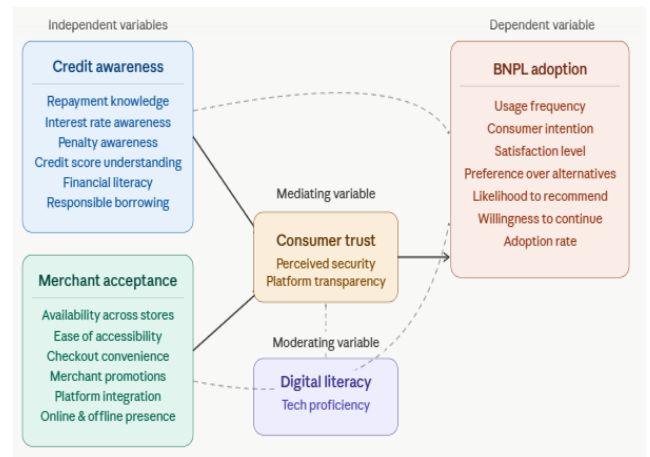 Independent variables
Dependent variable
Credit awareness
Repayment knowledge
Interest rate awareness
Penalty awareness
Credit score understanding
Financial literacy
Responsible borrowing
BNPL adoption
Usage frequency
Consumer intention
Satisfaction level
Preference over alternatives
Likelihood to recommend
Willingness to continue
Adoption rate
Mediating variable
Consumer trust
Perceived security
Platform transparency
Merchant acceptance
Availability across stores
Ease of accessibility
Checkout convenience
Merchant promotions
Platform integration
Online & offline presence
Moderating variable
Digital literacy
Tech proficiency